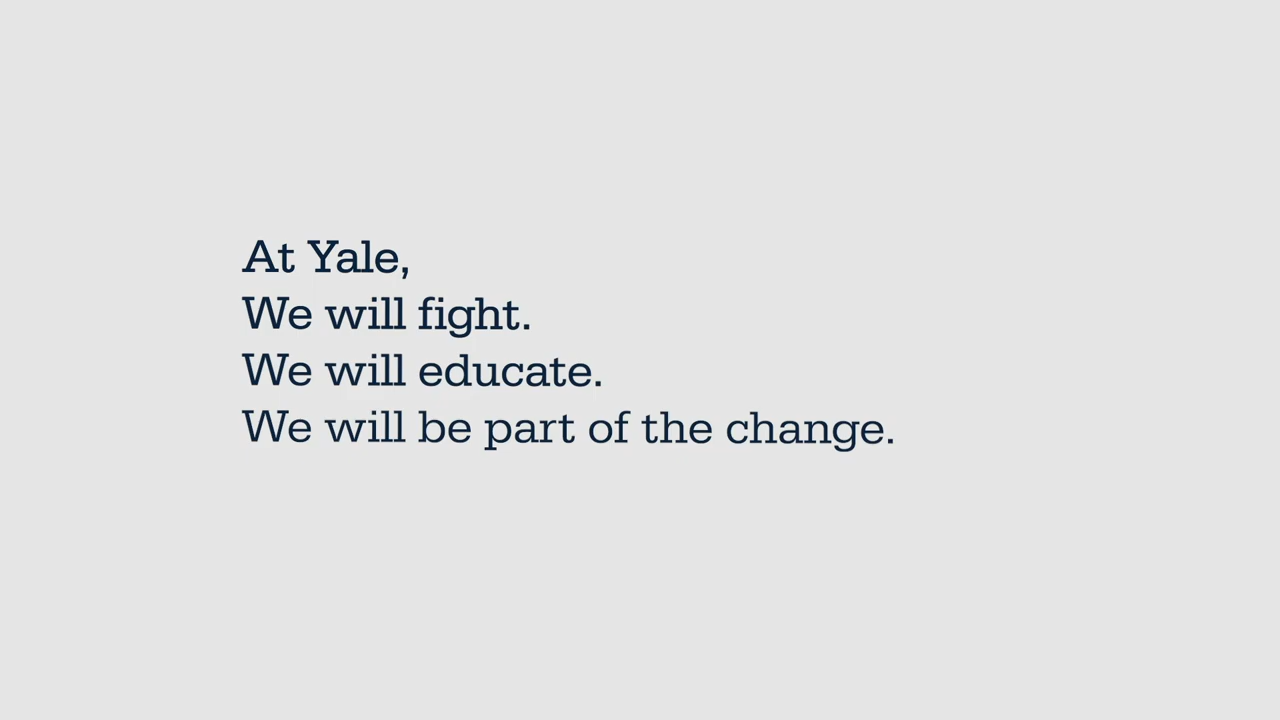 At Yale,
We will fight.
We will educate.
We will be part of the change.